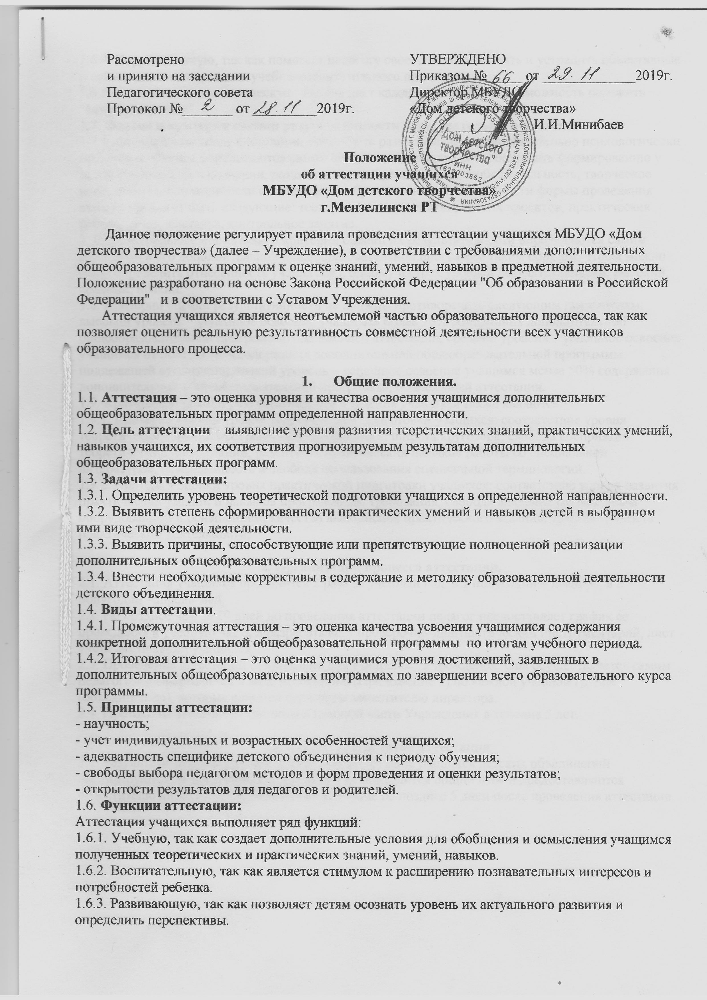 Рассмотрено
и принято на заседании
Педагогического совета
Протокол № 2 от 28.11 2019г.
УТВЕРЖДЕНО
Приказом № 66 от 29.11 2019г.
Директор МБУДО
«Дом детского творчества»
И.И.Минибаев
"Дом детского
творчества"
ИНН
1628003862
Положение
об аттестации учащихся
МБУДО «Дом детского творчества»
г.Мензелинска РТ
Данное положение регулирует правила проведения аттестации учащихся МБУДО «Дом
детского творчества» (далее – Учреждение), в соответствии с требованиями дополнительных
общеобразовательных программ к оценке знаний, умений, навыков в предметной деятельности.
Положение разработано на основе Закона Российской Федерации "Об образовании в Российской
Федерации" и в соответствии с Уставом Учреждения.
Аттестация учащихся является неотъемлемой частью образовательного процесса, так как
позволяет оценить реальную результативность совместной деятельности всех участников
образовательного процесса.
1. Общие положения.
1.1. Аттестация – это оценка уровня и качества освоения учащимися дополнительных
общеобразовательных программ определенной направленности.
1.2. Цель аттестации – выявление уровня развития теоретических знаний, практических умений,
навыков учащихся, их соответствия прогнозируемым результатам дополнительных
общеобразовательных программ.
1.3. Задачи аттестации:
1.3.1. Определить уровень теоретической подготовки учащихся в определенной направленности.
1.3.2. Выявить степень сформированности практических умений и навыков детей в выбранном
ими виде творческой деятельности.
1.3.3. Выявить причины, способствующие или препятствующие полноценной реализации
дополнительных общеобразовательных программ.
1.3.4. Внести необходимые коррективы в содержание и методику образовательной деятельности
детского объединения.
1.4. Виды аттестации.
1.4.1. Промежуточная аттестация – это оценка качества усвоения учащимися содержания
конкретной дополнительной общеобразовательной программы по итогам учебного периода.
1.4.2. Итоговая аттестация – это оценка учащимися уровня достижений, заявленных в
дополнительных общеобразовательных программах по завершении всего образовательного курса
программы.
1.5. Принципы аттестации:
- научность;
- учет индивидуальных и возрастных особенностей учащихся;
- адекватность специфике детского объединения к периоду обучения;
- свободы выбора педагогом методов и форм проведения и оценки результатов;
- открытости результатов для педагогов и родителей.
1.6. Функции аттестации:
Аттестация учащихся выполняет ряд функций:
1.6.1. Учебную, так как создает дополнительные условия для обобщения и осмысления учащимся
полученных теоретических и практических знаний, умений, навыков.
1.6.2. Воспитательную, так как является стимулом к расширению познавательных интересов и
потребностей ребенка.
1.6.3. Развивающую, так как позволяет детям осознать уровень их актуального развития и
определить перспективы.